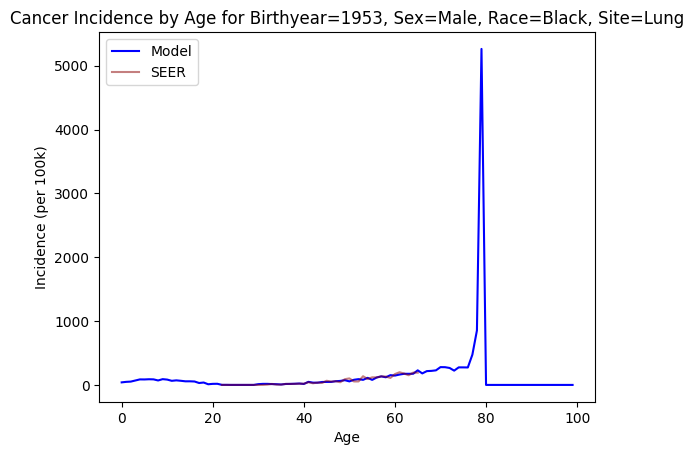 Cancer Incidence by Age for Birthyear=1953, Sex=Male, Race=Black, Site=Lung
Model
SEER
5000
4000
3000
2000
1000
0
Incidence (per 100k)
0 20 40 60 80 100
Age